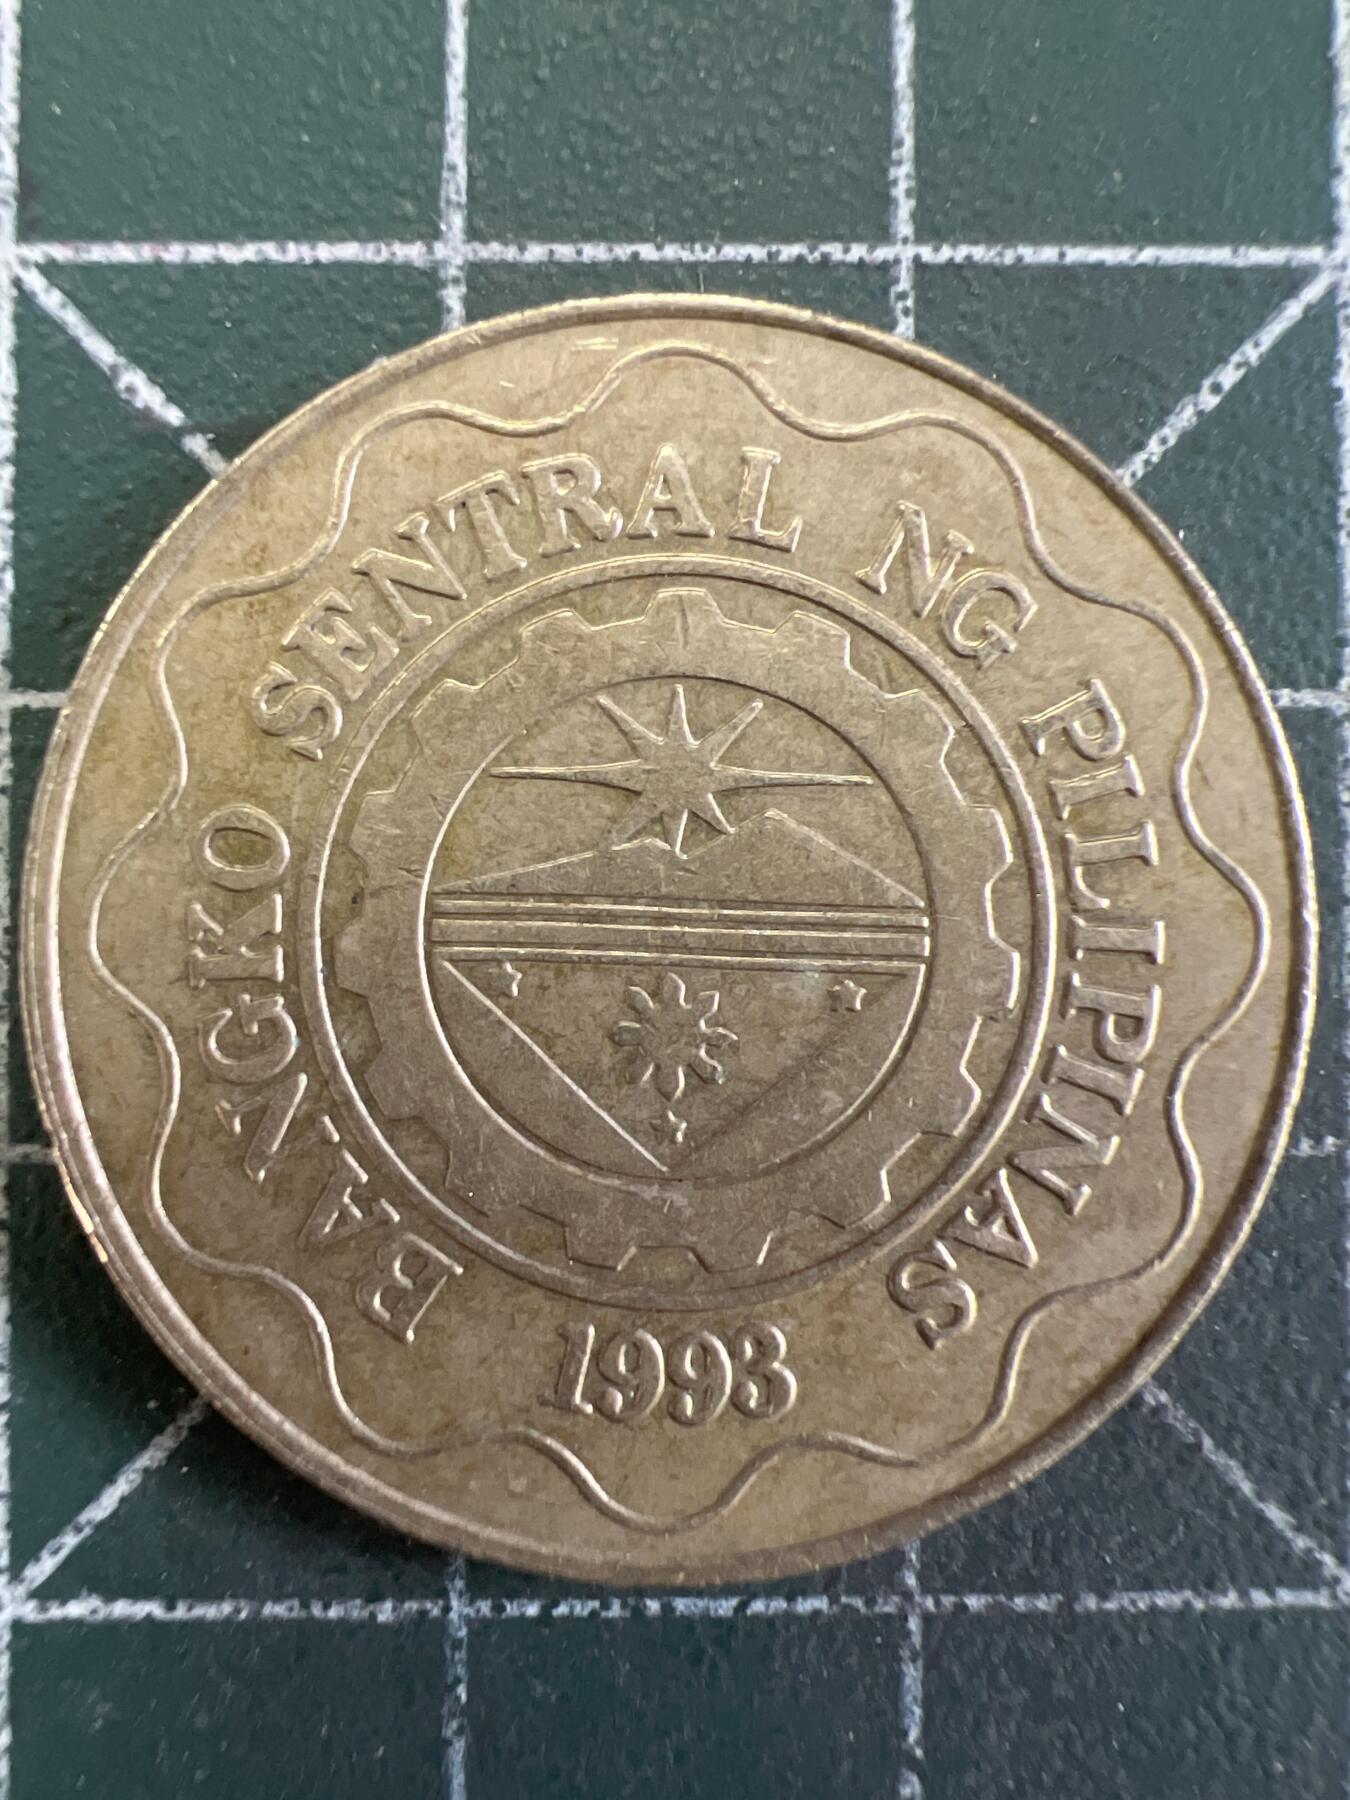 BANGKO SENTRAL NG PILIPINAS
1993